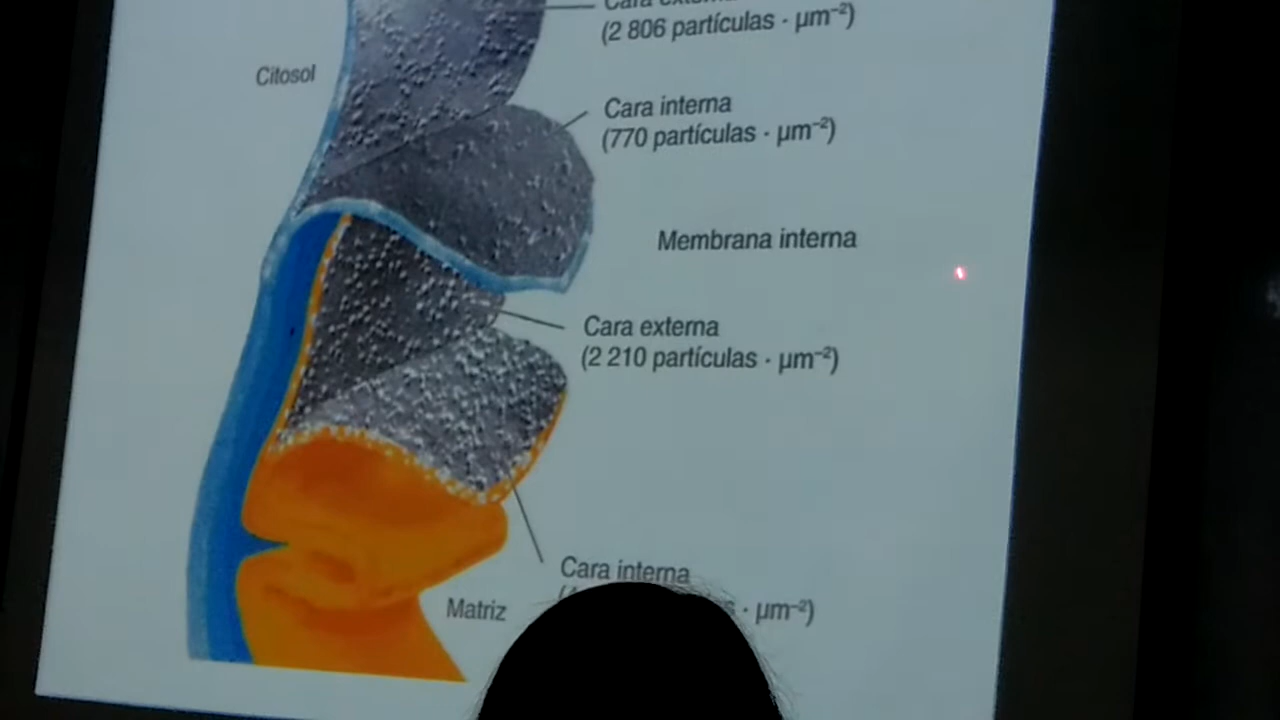 Cara
(2 806 partículas · µm⁻²)
Citosol
Cara interna
(770 partículas · µm⁻²)
Membrana interna
Cara externa
(2 210 partículas · µm⁻²)
Cara interna
Matriz
· µm⁻²)